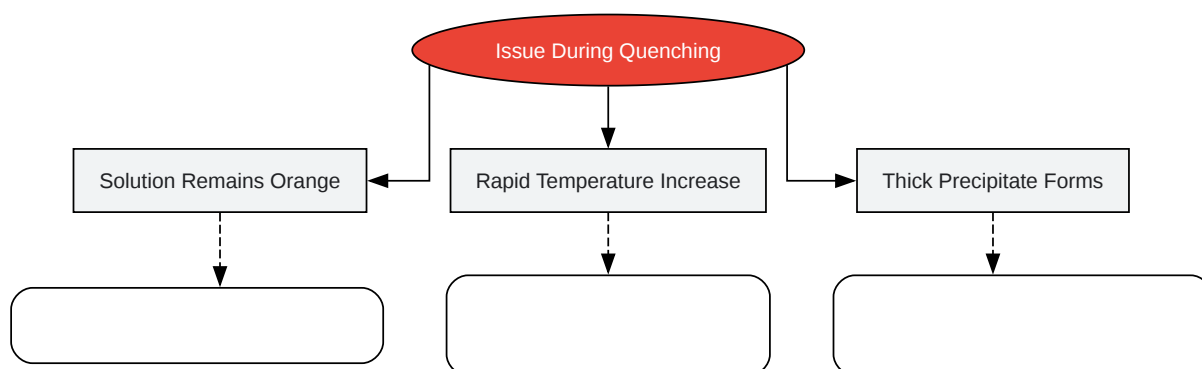 Issue During Quenching
Solution Remains Orange
Rapid Temperature Increase
Thick Precipitate Forms